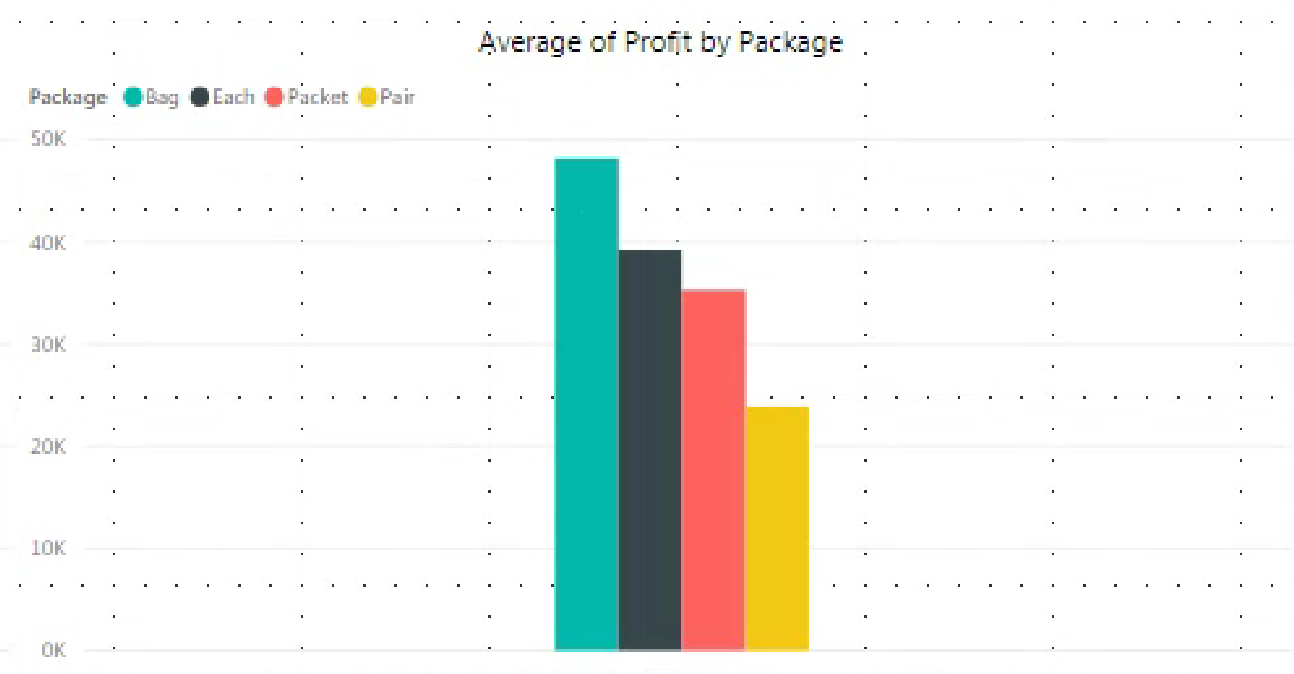 Average of Profit by Package
Package Bag Each Packet Pair
50K
40K
30K
20K
10K
0K